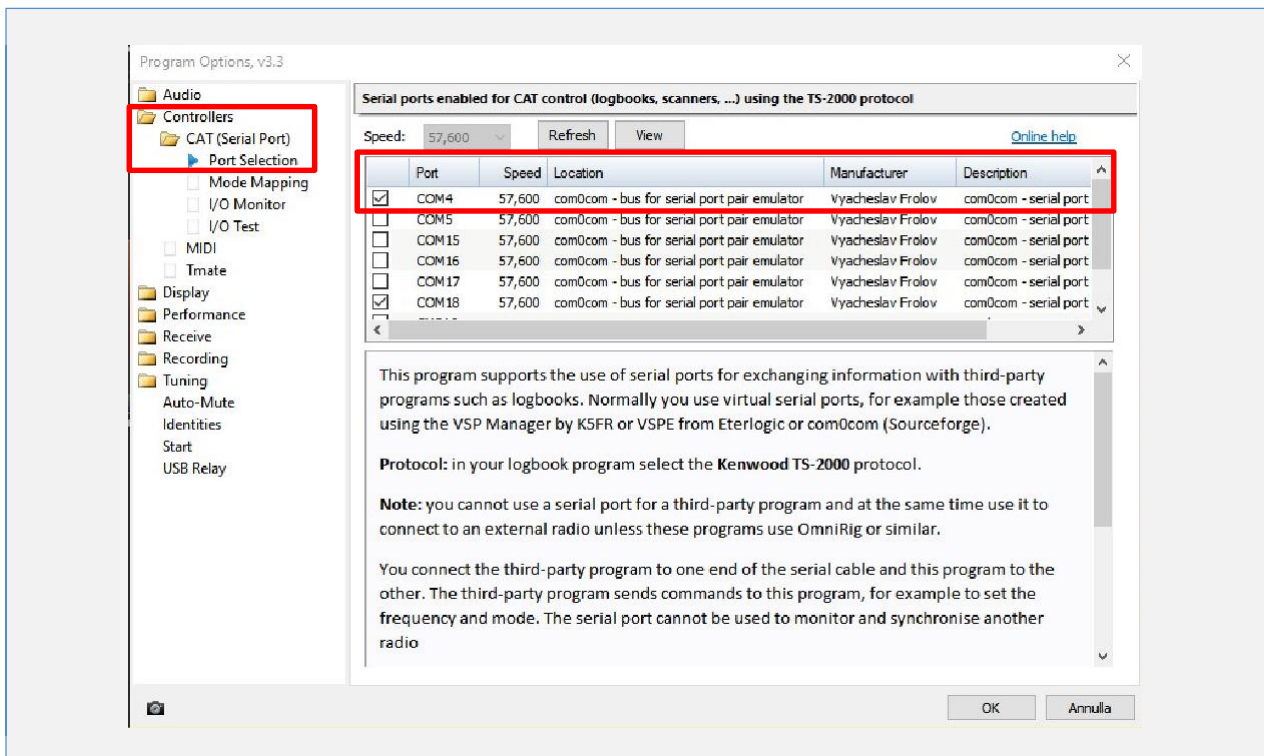 Program Options, v3.3
Audio
Controllers
CAT (Serial Port)
Port Selection
Mode Mapping
I/O Monitor
I/O Test
MIDI
Tmate
Display
Performance
Receive
Recording
Tuning
Auto-Mute
Identities
Start
USB Relay
Serial ports enabled for CAT control (logbooks, scanners, ...) using the TS-2000 protocol
Speed: 57,600 Refresh View Online help
Port Speed Location Manufacturer Description
COM4 57,600 com0com - bus for serial port pair emulator Vyacheslav Frolov com0com - serial port
COM5 57,600 com0com - bus for serial port pair emulator Vyacheslav Frolov com0com - serial port
COM15 57,600 com0com - bus for serial port pair emulator Vyacheslav Frolov com0com - serial port
COM16 57,600 com0com - bus for serial port pair emulator Vyacheslav Frolov com0com - serial port
COM17 57,600 com0com - bus for serial port pair emulator Vyacheslav Frolov com0com - serial port
COM18 57,600 com0com - bus for serial port pair emulator Vyacheslav Frolov com0com - serial port
This program supports the use of serial ports for exchanging information with third-party
programs such as logbooks. Normally you use virtual serial ports, for example those created
using the VSP Manager by K5FR or VSPE from Eterlogic or com0com (Sourceforge).
Protocol: in your logbook program select the Kenwood TS-2000 protocol.
Note: you cannot use a serial port for a third-party program and at the same time use it to
connect to an external radio unless these programs use OmniRig or similar.
You connect the third-party program to one end of the serial cable and this program to the
other. The third-party program sends commands to this program, for example to set the
frequency and mode. The serial port cannot be used to monitor and synchronise another
radio
OK Annulla